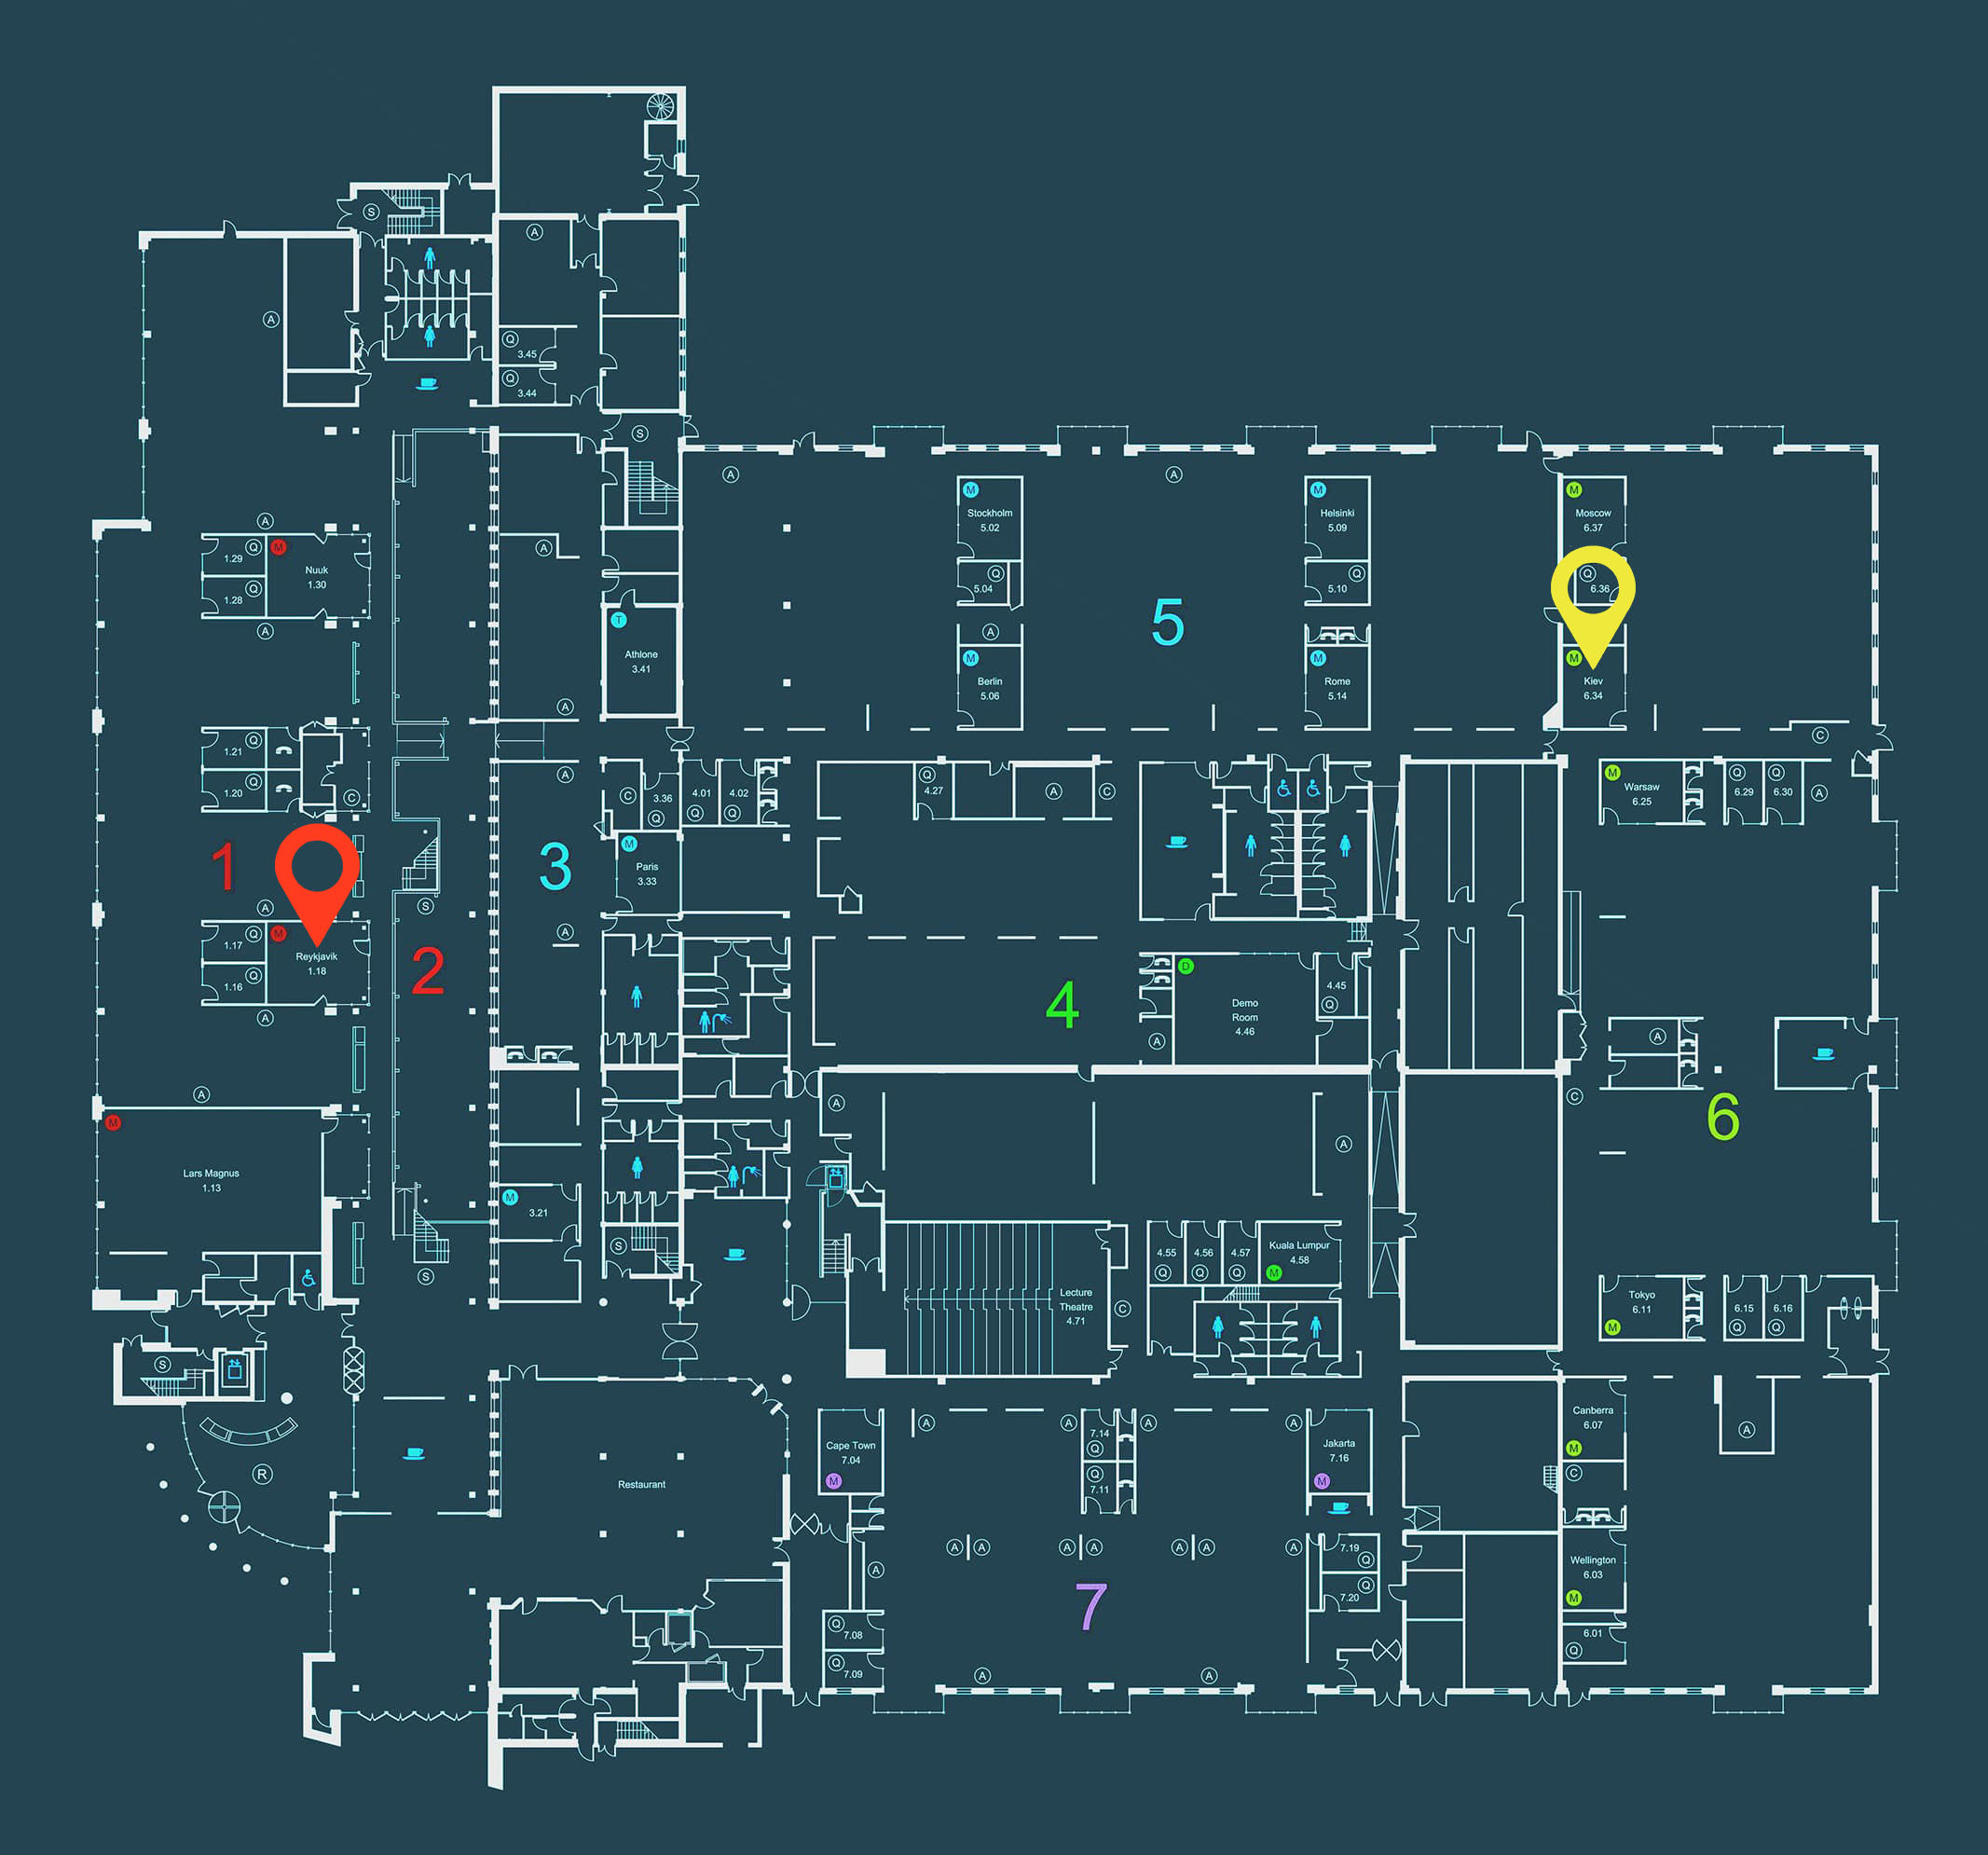 S
A
A
Q
3.45
Q
3.44
S
A
A
M
Stockholm
5.02
M
Helsinki
5.09
M
Moscow
6.37
A
1.29
Q
M
Nuuk
1.30
1.28
Q
A
A
Q
5.04
Q
5.10
Q
6.36
T
Athlone
3.41
A
5
M
Berlin
5.06
M
Rome
5.14
M
Kiev
6.34
A
1.21
Q
1.20
Q
C
A
C
3.36
Q
4.01
Q
4.02
Q
Q
4.27
A
C
C
M
Warsaw
6.25
Q
6.29
Q
6.30
A
1
3
M
Paris
3.33
A
S
A
1.17
Q
M
Reykjavik
1.18
1.16
Q
A
2
4
D
Demo
Room
4.46
4.45
Q
A
A
A
C
A
A
6
M
Lars Magnus
1.13
M
3.21
S
S
4.55
Q
4.56
Q
4.57
Q
Kuala Lumpur
4.58
M
Lecture
Theatre
4.71
C
Tokyo
6.11
M
6.15
Q
6.16
Q
S
R
Restaurant
Cape Town
7.04
M
A
A
7.14
Q
Q
7.11
A
A
Jakarta
7.16
M
Canberra
6.07
M
C
A
A
A
A
A
A
A
A
A
7.19
Q
Q
7.20
Wellington
6.03
M
7
Q
7.08
Q
7.09
A
A
6.01
Q